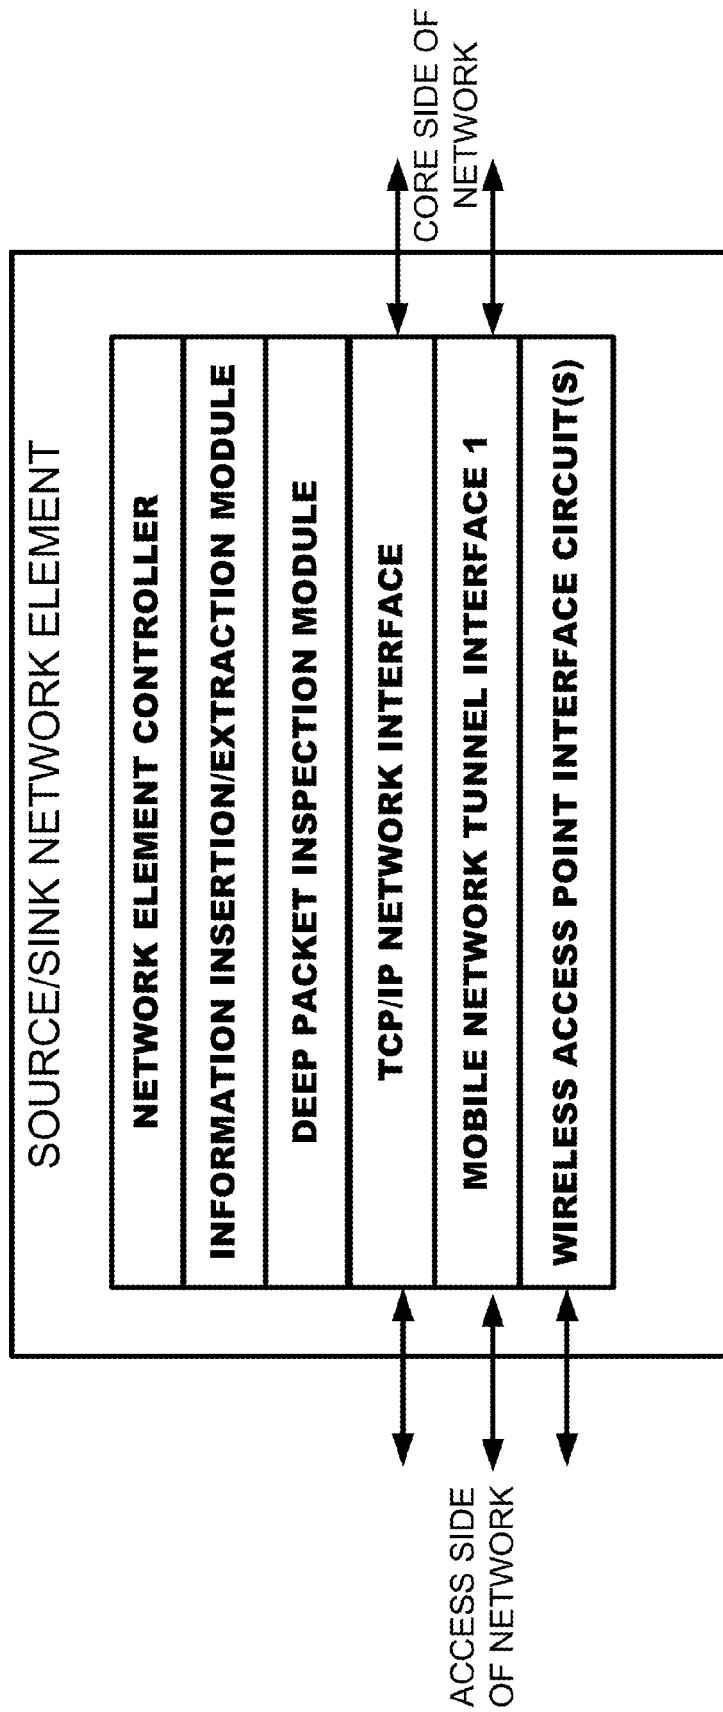 SOURCE/SINK NETWORK ELEMENT
NETWORK ELEMENT CONTROLLER
INFORMATION INSERTION/EXTRACTION MODULE
DEEP PACKET INSPECTION MODULE
TCP/IP NETWORK INTERFACE
MOBILE NETWORK TUNNEL INTERFACE 1
WIRELESS ACCESS POINT INTERFACE CIRCUIT(S)
ACCESS SIDE
OF NETWORK
CORE SIDE OF
NETWORK